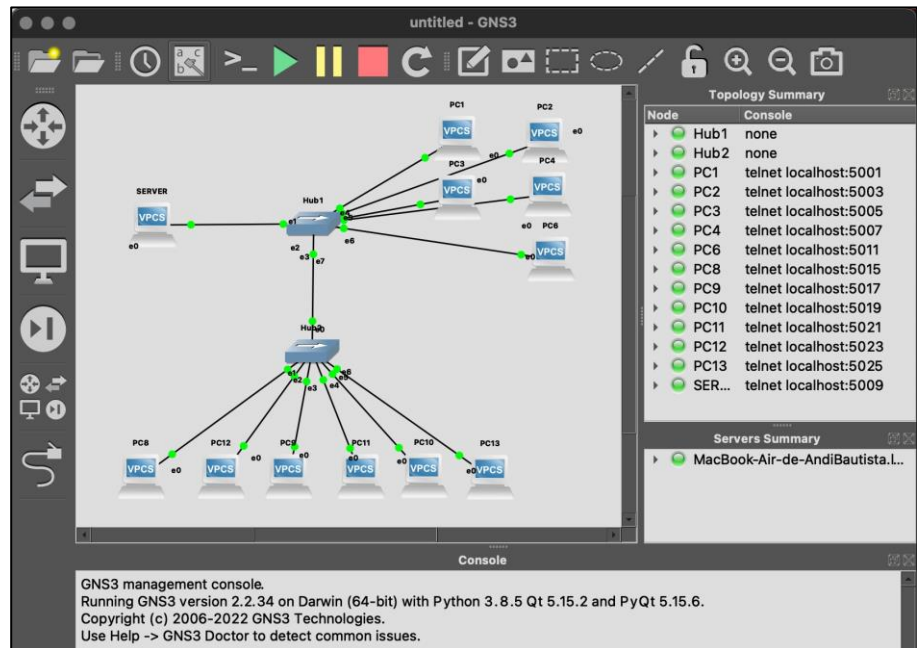 untitled - GNS3
PC1
PC2
VPCS
VPCS
e0
e0
PC3
PC4
VPCS
e0
VPCS
SERVER
VPCS
e0
Hub1
e1
e2
e3
e7
e6
e0
PC6
e0
VPCS
Hub2
e0
e1
e2
e3
e4
e5
e6
PC8
PC12
PC9
PC11
PC10
PC13
VPCS
e0
VPCS
e0
VPCS
e0
VPCS
e0
VPCS
e0
VPCS
e0
Topology Summary
Node Console
Hub1 none
Hub2 none
PC1 telnet localhost:5001
PC2 telnet localhost:5003
PC3 telnet localhost:5005
PC4 telnet localhost:5007
PC6 telnet localhost:5011
PC8 telnet localhost:5015
PC9 telnet localhost:5017
PC10 telnet localhost:5019
PC11 telnet localhost:5021
PC12 telnet localhost:5023
PC13 telnet localhost:5025
SER... telnet localhost:5009
Servers Summary
MacBook-Air-de-AndiBautista.l...
Console
GNS3 management console.
Running GNS3 version 2.2.34 on Darwin (64-bit) with Python 3.8.5 Qt 5.15.2 and PyQt 5.15.6.
Copyright (c) 2006-2022 GNS3 Technologies.
Use Help -> GNS3 Doctor to detect common issues.